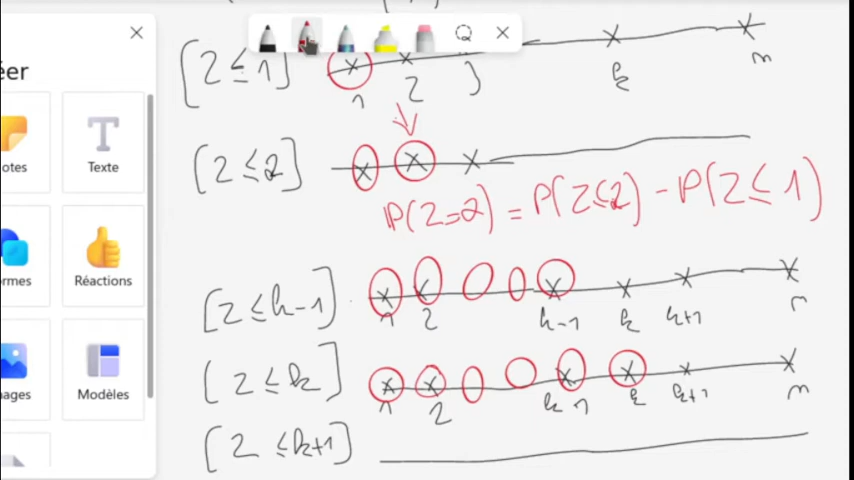 éer
[Z ≤ 1]
1 2 3 k n
otes
Texte
[Z ≤ 2]
P(Z=2) = P(Z≤2) - P(Z≤1)
rmes
Réactions
[Z ≤ k-1]
1 2 k-1 k k+1 n
[Z ≤ k]
1 2 k-1 k k+1 n
ages
Modèles
[Z ≤ k+1]